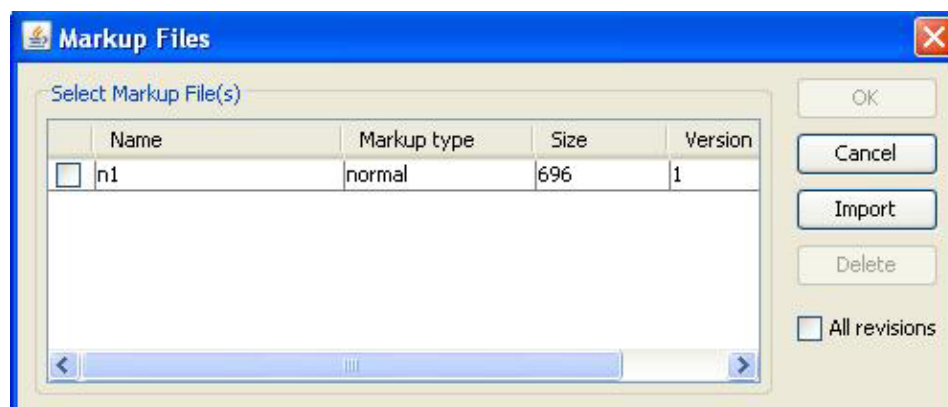 Markup Files
Select Markup File(s)
Name Markup type Size Version
n1 normal 696 1
OK
Cancel
Import
Delete
All revisions